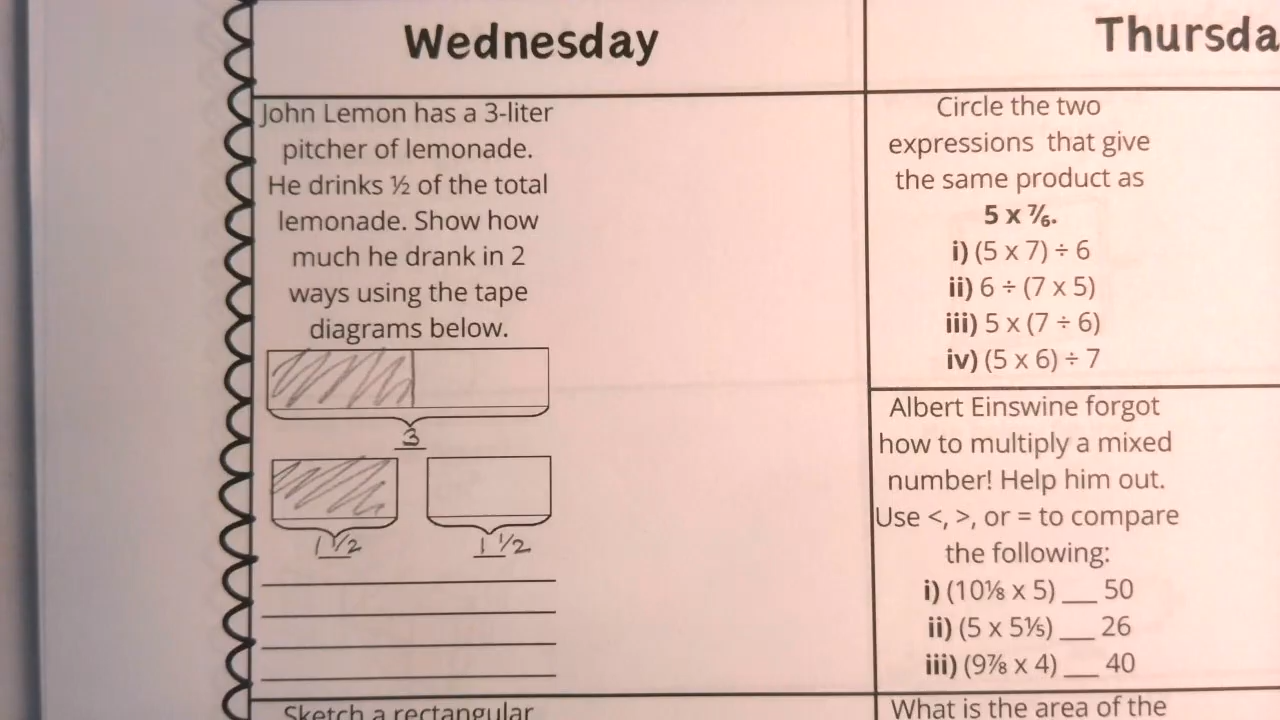 Wednesday
John Lemon has a 3-liter
pitcher of lemonade.
He drinks ½ of the total
lemonade. Show how
much he drank in 2
ways using the tape
diagrams below.
3
1 1/2
1 1/2
Sketch a rectangular
Thursda
Circle the two
expressions that give
the same product as
5 x ⅞.
i) (5 x 7) ÷ 6
ii) 6 ÷ (7 x 5)
iii) 5 x (7 ÷ 6)
iv) (5 x 6) ÷ 7
Albert Einswine forgot
how to multiply a mixed
number! Help him out.
Use <, >, or = to compare
the following:
i) (10⅛ x 5) ___ 50
ii) (5 x 5⅕) ___ 26
iii) (9⅞ x 4) ___ 40
What is the area of the